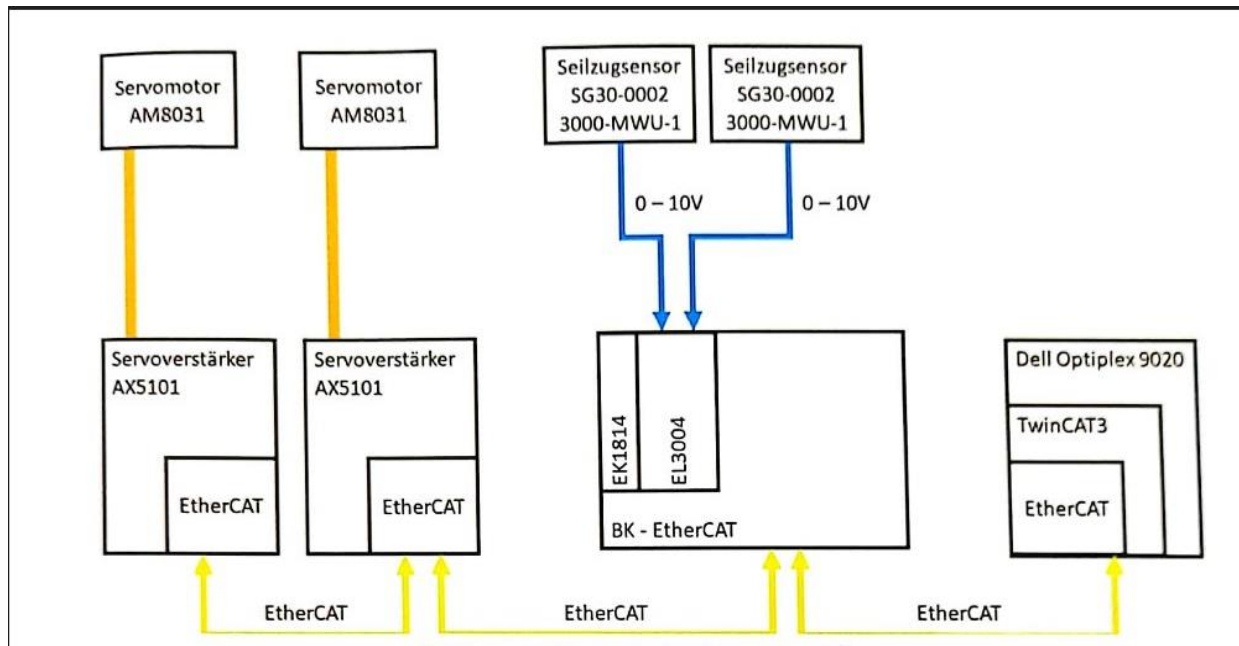 Servomotor
AM8031
Servomotor
AM8031
Seilzugsensor
SG30-0002
3000-MWU-1
Seilzugsensor
SG30-0002
3000-MWU-1
0 – 10V
0 – 10V
Servoverstärker
AX5101
EtherCAT
Servoverstärker
AX5101
EtherCAT
EK1814
EL3004
BK - EtherCAT
Dell Optiplex 9020
TwinCAT3
EtherCAT
EtherCAT
EtherCAT
EtherCAT